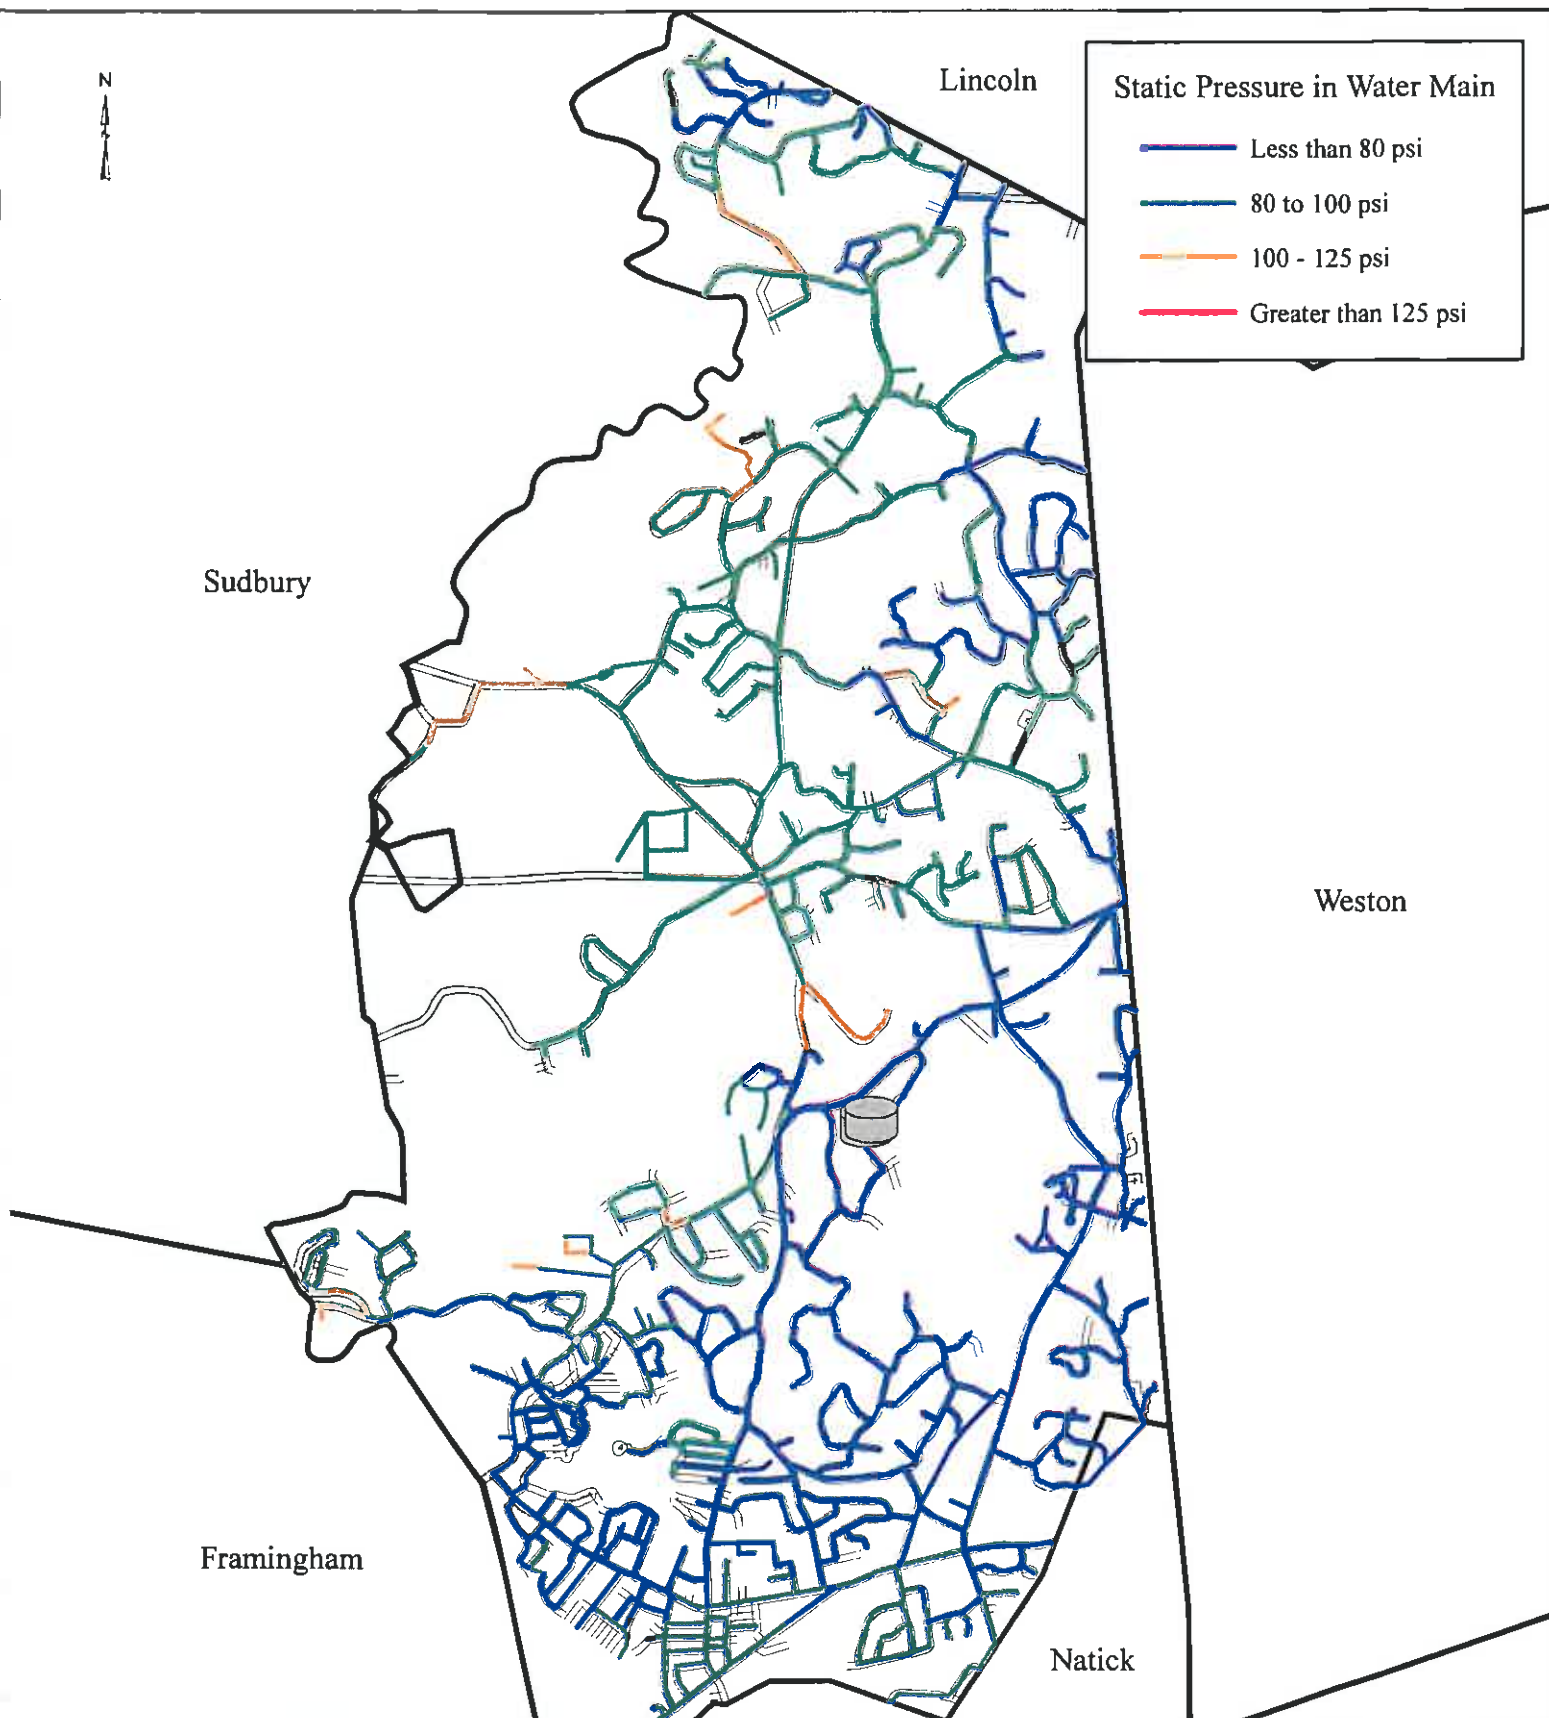 N
Lincoln
Static Pressure in Water Main
Less than 80 psi
80 to 100 psi
100 - 125 psi
Greater than 125 psi
Sudbury
Weston
Framingham
Natick